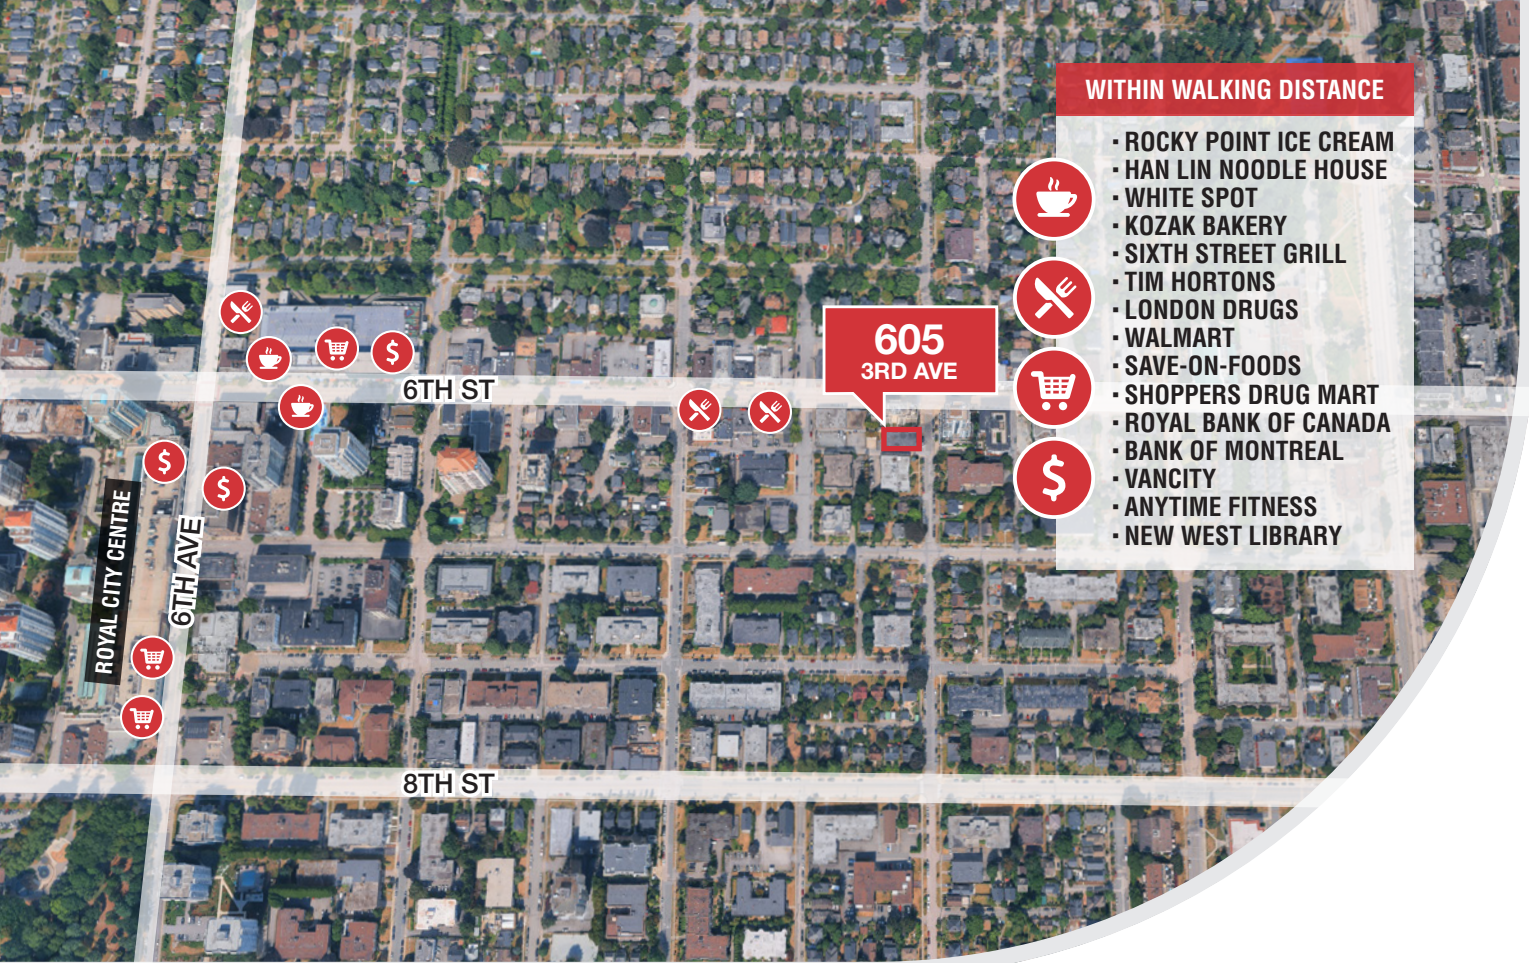 WITHIN WALKING DISTANCE
· ROCKY POINT ICE CREAM
· HAN LIN NOODLE HOUSE
· WHITE SPOT
· KOZAK BAKERY
· SIXTH STREET GRILL
· TIM HORTONS
· LONDON DRUGS
· WALMART
· SAVE-ON-FOODS
· SHOPPERS DRUG MART
· ROYAL BANK OF CANADA
· BANK OF MONTREAL
· VANCITY
· ANYTIME FITNESS
· NEW WEST LIBRARY
605
3RD AVE
$
6TH ST
$
$
$
ROYAL CITY CENTRE
6TH AVE
8TH ST